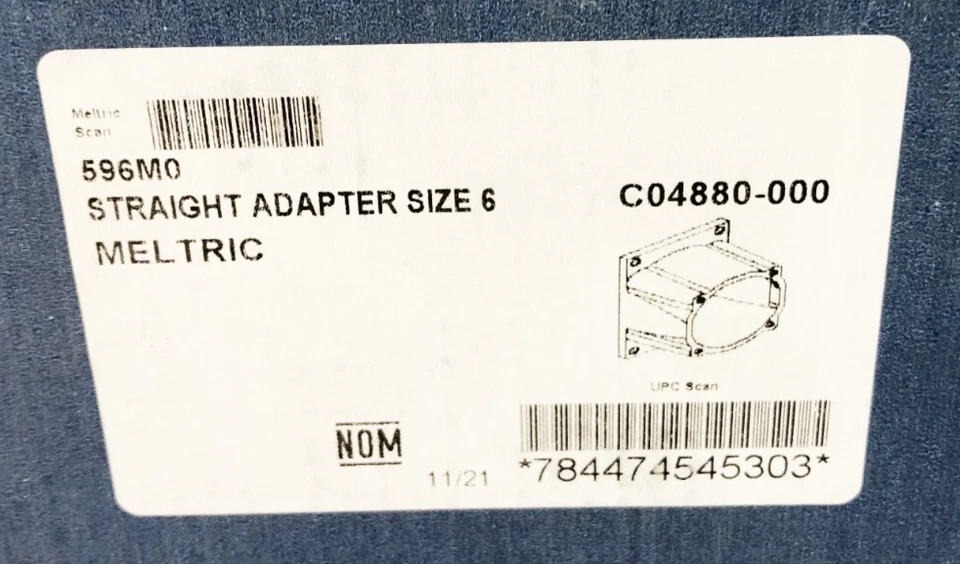 Meltric
Scan
596M0
STRAIGHT ADAPTER SIZE 6
MELTRIC
C04880-000
UPC Scan
NOM
11/21
*784474545303*